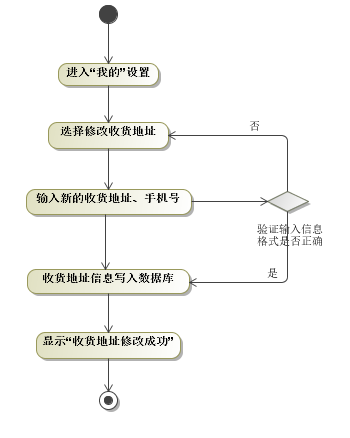 进入“我的”设置
选择修改收货地址
否
输入新的收货地址、手机号
验证输入信息
格式是否正确
是
收货地址信息写入数据库
显示“收货地址修改成功”